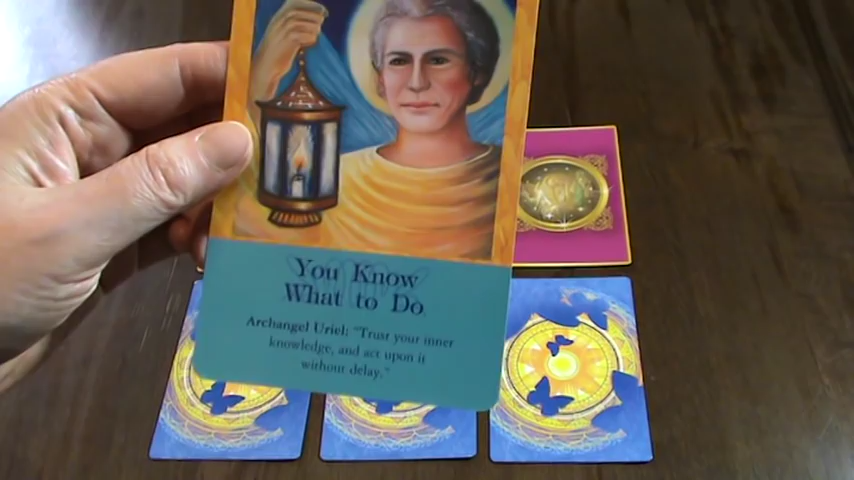 You Know
What to Do
Archangel Uriel: "Trust your inner
knowledge, and act upon it
without delay."